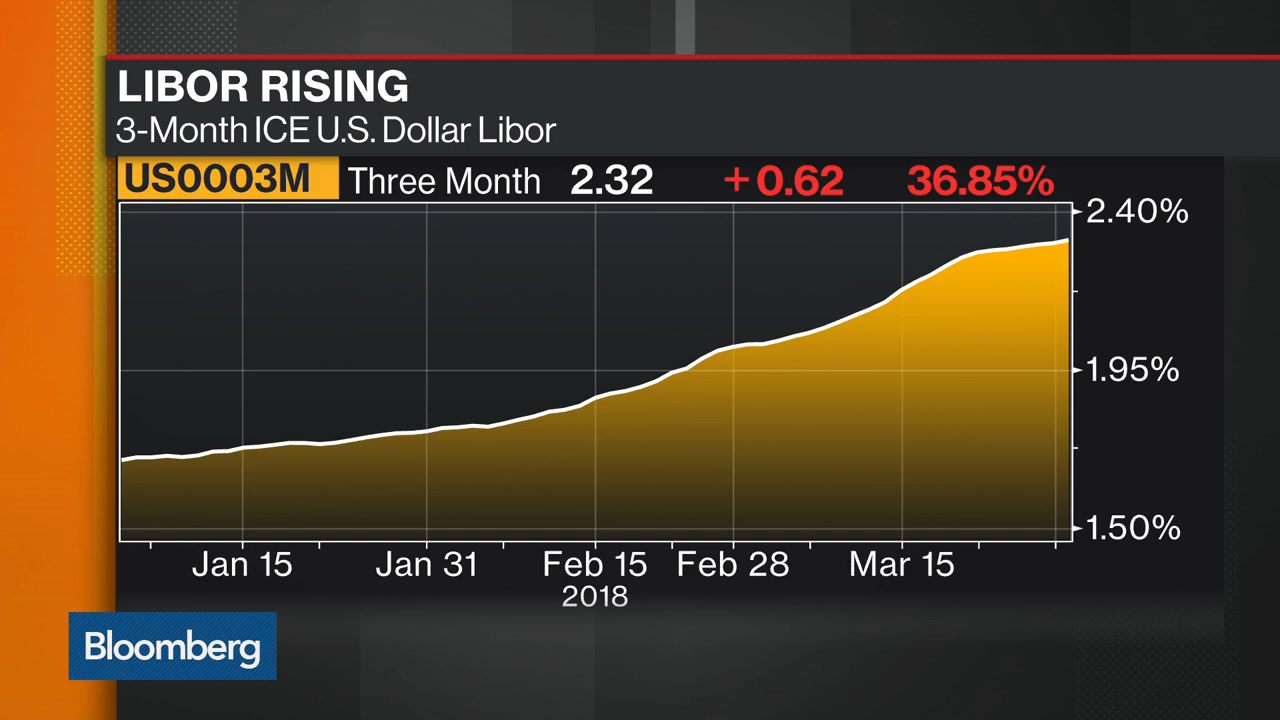 LIBOR RISING
3-Month ICE U.S. Dollar Libor
US0003M Three Month 2.32 +0.62 36.85%
2.40%
1.95%
1.50%
Jan 15 Jan 31 Feb 15 Feb 28 Mar 15
2018
Bloomberg